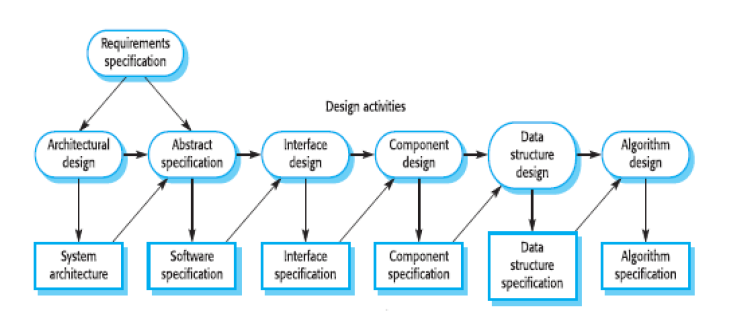 Requirements
specification
Design activities
Architectural
design
Abstract
specification
Interface
design
Component
design
Data
structure
design
Algorithm
design
System
architecture
Software
specification
Interface
specification
Component
specification
Data
structure
specification
Algorithm
specification